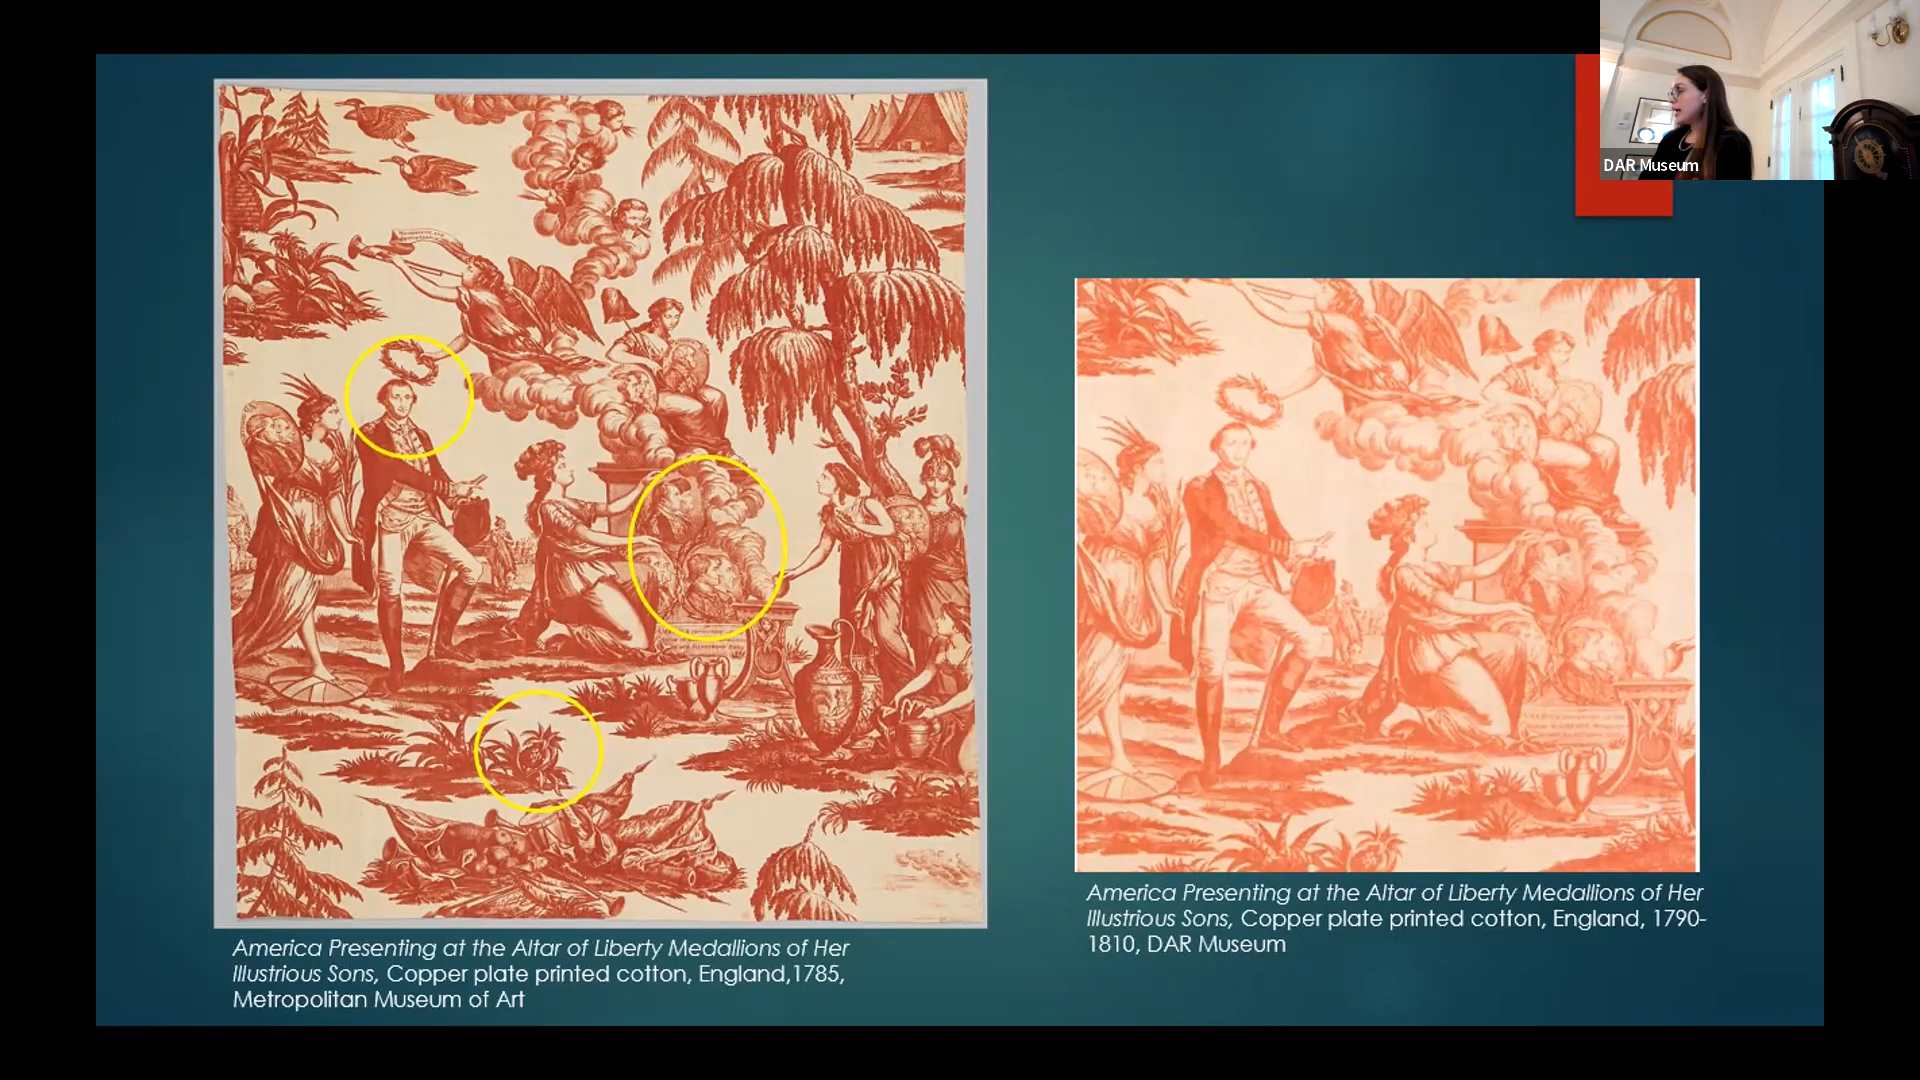 DAR Museum
America Presenting at the Altar of Liberty Medallions of Her
Illustrious Sons, Copper plate printed cotton, England,1785,
Metropolitan Museum of Art
America Presenting at the Altar of Liberty Medallions of Her
Illustrious Sons, Copper plate printed cotton, England, 1790-
1810, DAR Museum